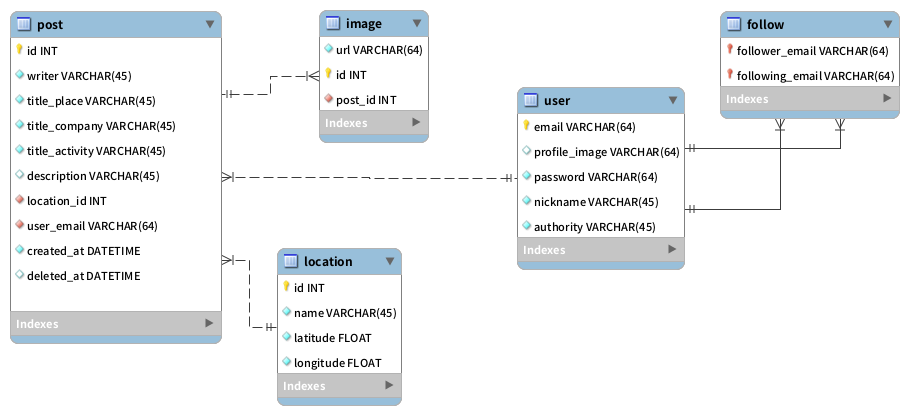 post
id INT
writer VARCHAR(45)
title_place VARCHAR(45)
title_company VARCHAR(45)
title_activity VARCHAR(45)
description VARCHAR(45)
location_id INT
user_email VARCHAR(64)
created_at DATETIME
deleted_at DATETIME
Indexes
image
url VARCHAR(64)
id INT
post_id INT
Indexes
location
id INT
name VARCHAR(45)
latitude FLOAT
longitude FLOAT
Indexes
user
email VARCHAR(64)
profile_image VARCHAR(64)
password VARCHAR(64)
nickname VARCHAR(45)
authority VARCHAR(45)
Indexes
follow
follower_email VARCHAR(64)
following_email VARCHAR(64)
Indexes